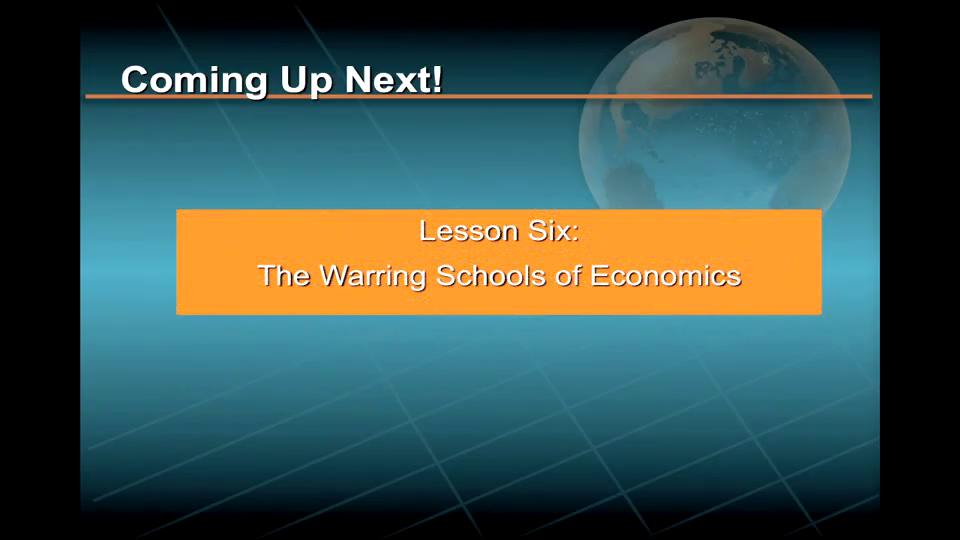 Coming Up Next!
Lesson Six:
The Warring Schools of Economics